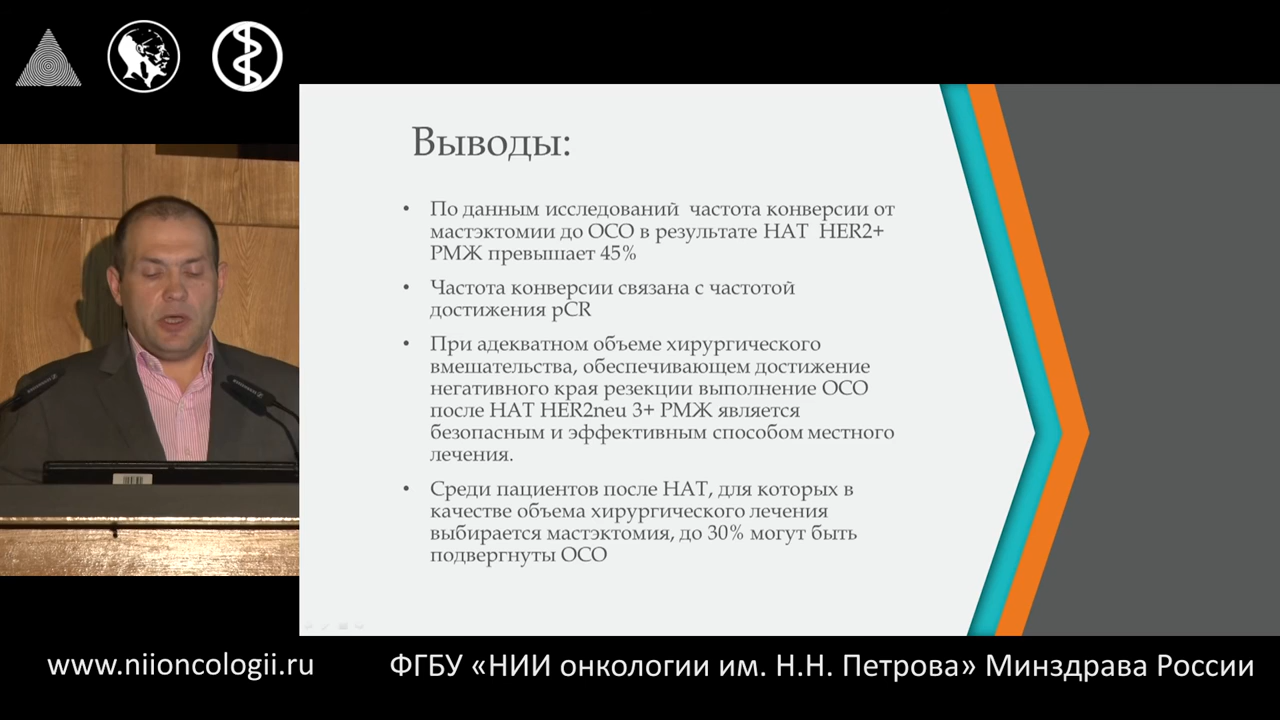 Выводы:
• По данным исследований частота конверсии от
мастэктомии до ОСО в результате НАТ HER2+
РМЖ превышает 45%
• Частота конверсии связана с частотой
достижения pCR
• При адекватном объеме хирургического
вмешательства, обеспечивающем достижение
негативного края резекции выполнение ОСО
после НАТ HER2neu 3+ РМЖ является
безопасным и эффективным способом местного
лечения.
• Среди пациентов после НАТ, для которых в
качестве объема хирургического лечения
выбирается мастэктомия, до 30% могут быть
подвергнуты ОСО
www.niioncologii.ru
ФГБУ «НИИ онкологии им. Н.Н. Петрова» Минздрава России